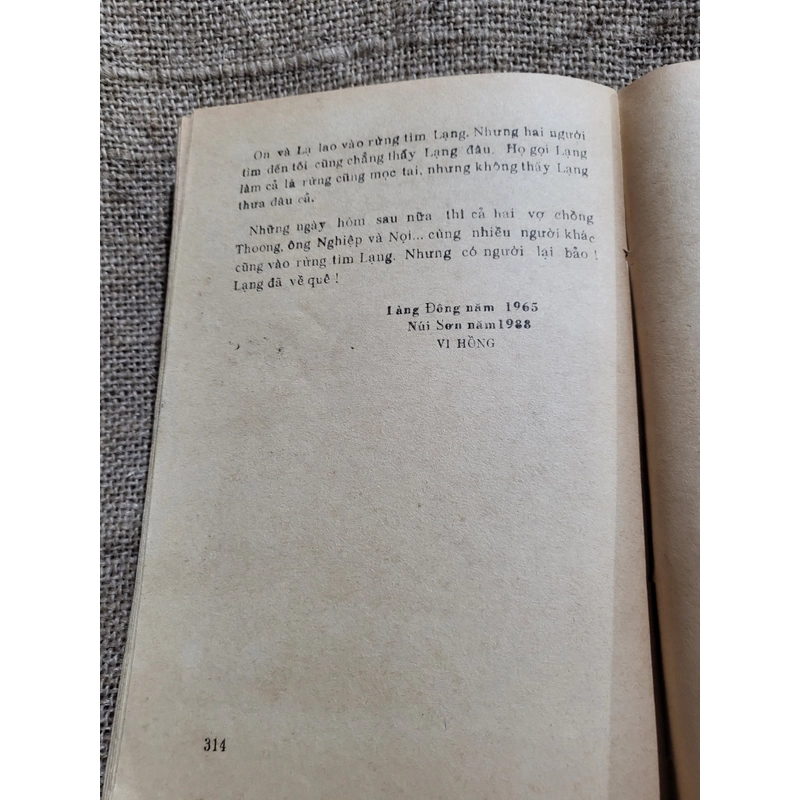 On và Lạ lao vào rừng tìm Lạng. Nhưng hai người
tìm đến tối cũng chẳng thấy Lạng đâu. Họ gọi Lạng
làm cả lá rừng cũng mọc tai, nhưng không thấy Lạng
thưa đâu cả.
Những ngày hôm sau nữa thì cả hai vợ chồng
Thoong, ông Nghiệp và Nọi... cùng nhiều người khác
cũng vào rừng tìm Lạng. Nhưng có người lại bảo !
Lạng đã về quê !
Làng Đông năm 1965
Núi Sơn năm 1988
VI HỒNG
314